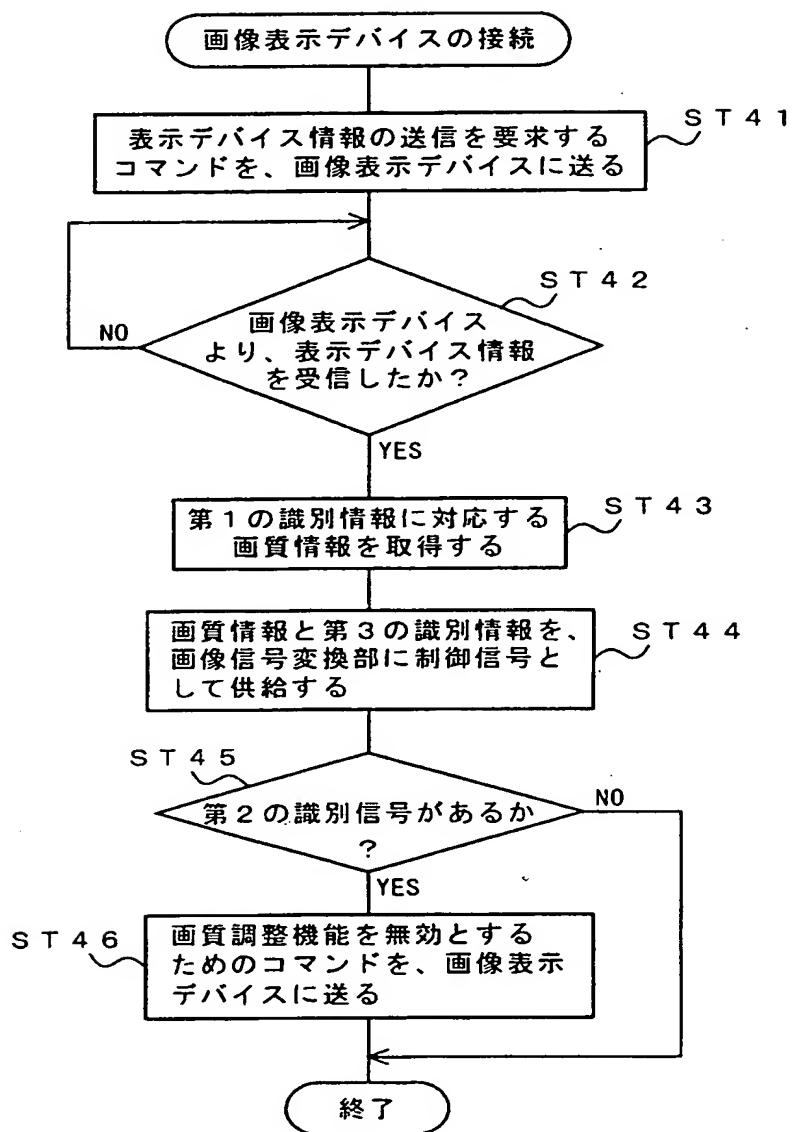 画像表示デバイスの接続
ST41
表示デバイス情報の送信を要求する
コマンドを、画像表示デバイスに送る
ST42
画像表示デバイス
より、表示デバイス情報
を受信したか？
NO
YES
ST43
第1の識別情報に対応する
画質情報を取得する
ST44
画質情報と第3の識別情報を、
画像信号変換部に制御信号と
して供給する
ST45
第2の識別信号があるか
？
NO
YES
ST46
画質調整機能を無効とする
ためのコマンドを、画像表示
デバイスに送る
終了